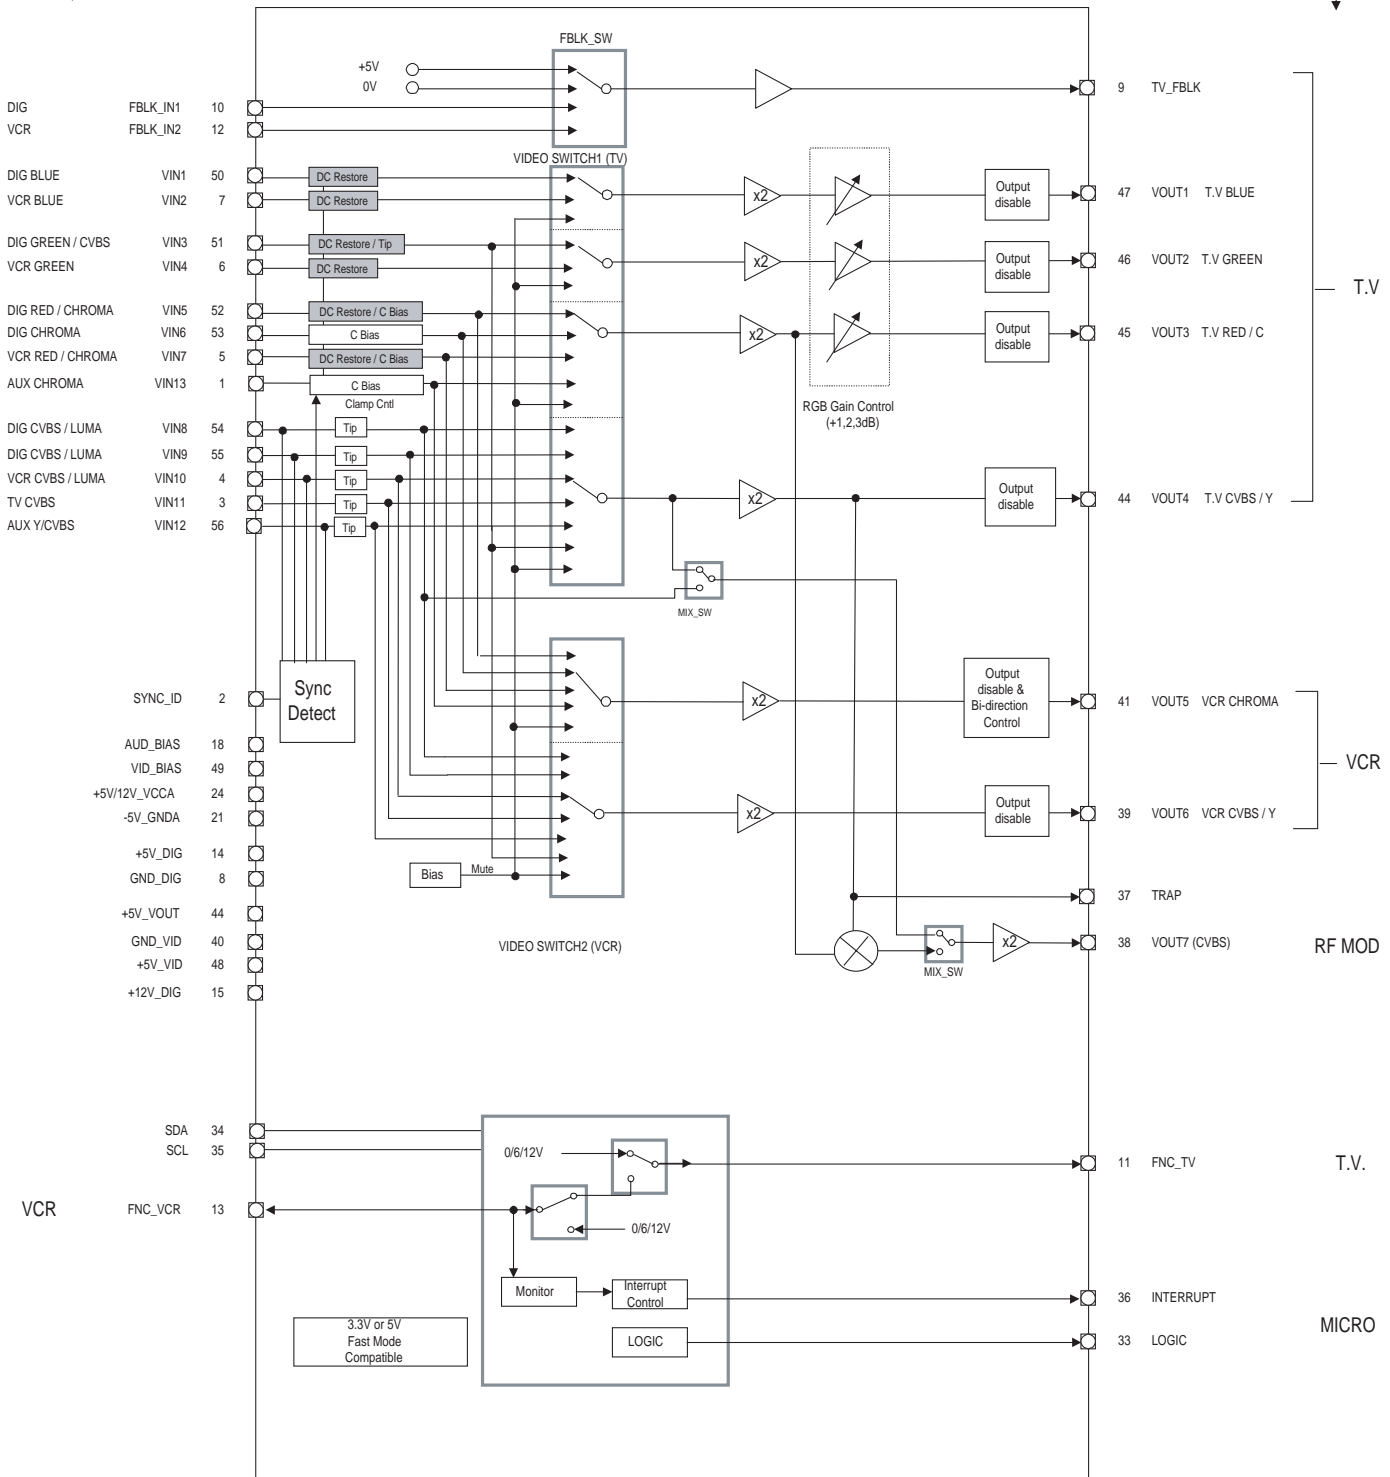 FBLK_SW
+5V
0V
9 TV_FBLK
DIG FBLK_IN1 10
VCR FBLK_IN2 12
VIDEO SWITCH1 (TV)
DIG BLUE VIN1 50 DC Restore
VCR BLUE VIN2 7 DC Restore
x2
Output
disable
47 VOUT1 T.V BLUE
DIG GREEN / CVBS VIN3 51 DC Restore / Tip
VCR GREEN VIN4 6 DC Restore
x2
Output
disable
46 VOUT2 T.V GREEN
T.V
DIG RED / CHROMA VIN5 52 DC Restore / C Bias
DIG CHROMA VIN6 53 C Bias
VCR RED / CHROMA VIN7 5 DC Restore / C Bias
AUX CHROMA VIN13 1 C Bias
Clamp Cntl
x2
Output
disable
45 VOUT3 T.V RED / C
RGB Gain Control
(+1,2,3dB)
DIG CVBS / LUMA VIN8 54 Tip
DIG CVBS / LUMA VIN9 55 Tip
VCR CVBS / LUMA VIN10 4 Tip
TV CVBS VIN11 3 Tip
AUX Y/CVBS VIN12 56 Tip
x2
Output
disable
44 VOUT4 T.V CVBS / Y
MIX_SW
SYNC_ID 2
Sync
Detect
x2
Output
disable &
Bi-direction
Control
41 VOUT5 VCR CHROMA
VCR
AUD_BIAS 18
VID_BIAS 49
+5V/12V_VCCA 24
-5V_GNDA 21
x2
Output
disable
39 VOUT6 VCR CVBS / Y
+5V_DIG 14
GND_DIG 8
Bias
Mute
37 TRAP
+5V_VOUT 44
GND_VID 40
+5V_VID 48
+12V_DIG 15
VIDEO SWITCH2 (VCR)
MIX_SW
x2
38 VOUT7 (CVBS)
RF MOD
SDA 34
SCL 35
0/6/12V
11 FNC_TV
T.V.
VCR FNC_VCR 13
0/6/12V
Monitor
Interrupt
Control
36 INTERRUPT
MICRO
3.3V or 5V
Fast Mode
Compatible
LOGIC
33 LOGIC